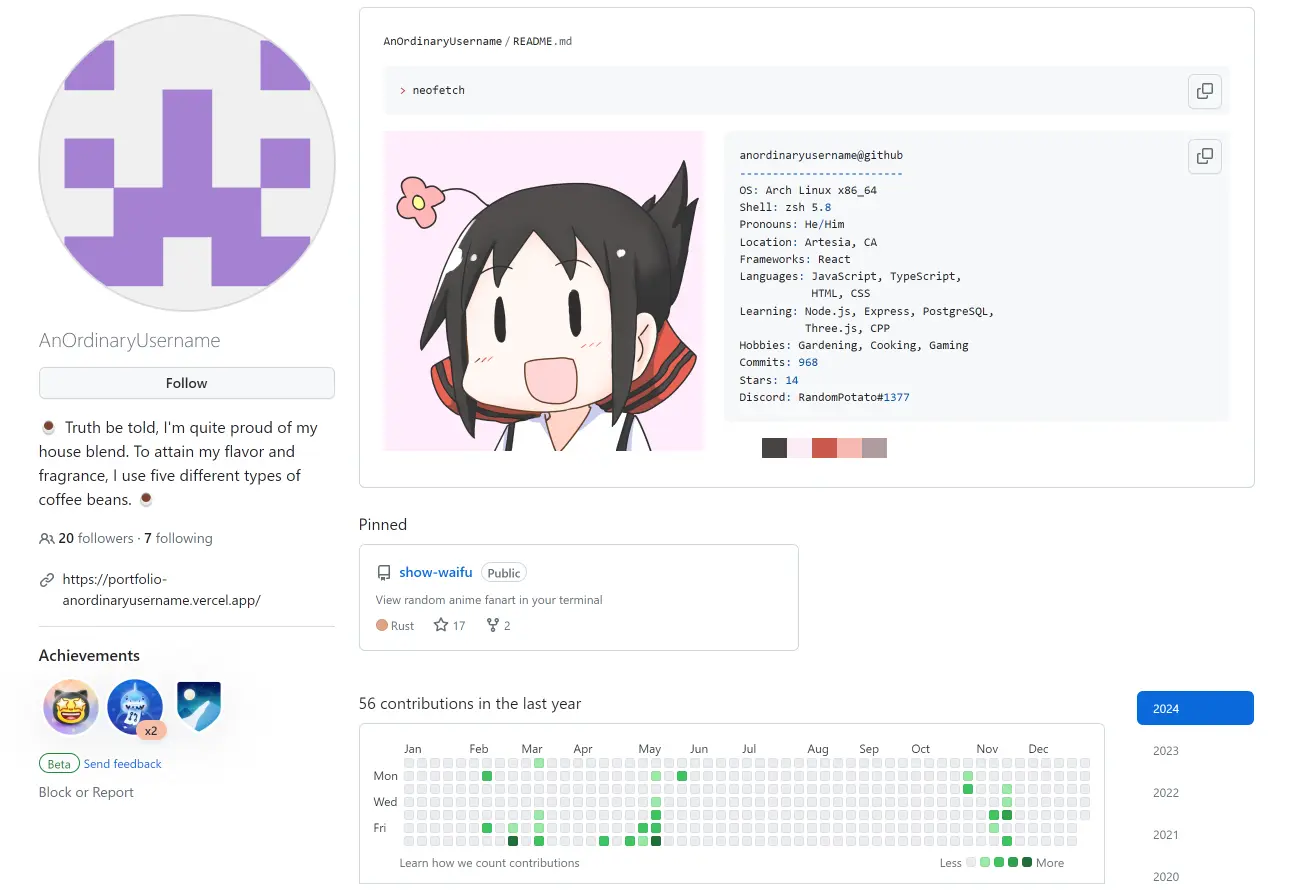 AnOrdinaryUsername
Follow
Truth be told, I'm quite proud of my
house blend. To attain my flavor and
fragrance, I use five different types of
coffee beans.
20 followers · 7 following
https://portfolio-
anordinaryusername.vercel.app/
Achievements
x2
Beta Send feedback
Block or Report
AnOrdinaryUsername/README.md
> neofetch
anordinaryusername@github
-------------------------
OS: Arch Linux x86_64
Shell: zsh 5.8
Pronouns: He/Him
Location: Artesia, CA
Frameworks: React
Languages: JavaScript, TypeScript,
HTML, CSS
Learning: Node.js, Express, PostgreSQL,
Three.js, CPP
Hobbies: Gardening, Cooking, Gaming
Commits: 968
Stars: 14
Discord: RandomPotato#1377
Pinned
show-waifu Public
View random anime fanart in your terminal
Rust 17 2
56 contributions in the last year
Jan Feb Mar Apr May Jun Jul Aug Sep Oct Nov Dec
Mon
Wed
Fri
Learn how we count contributions Less More
2024
2023
2022
2021
2020